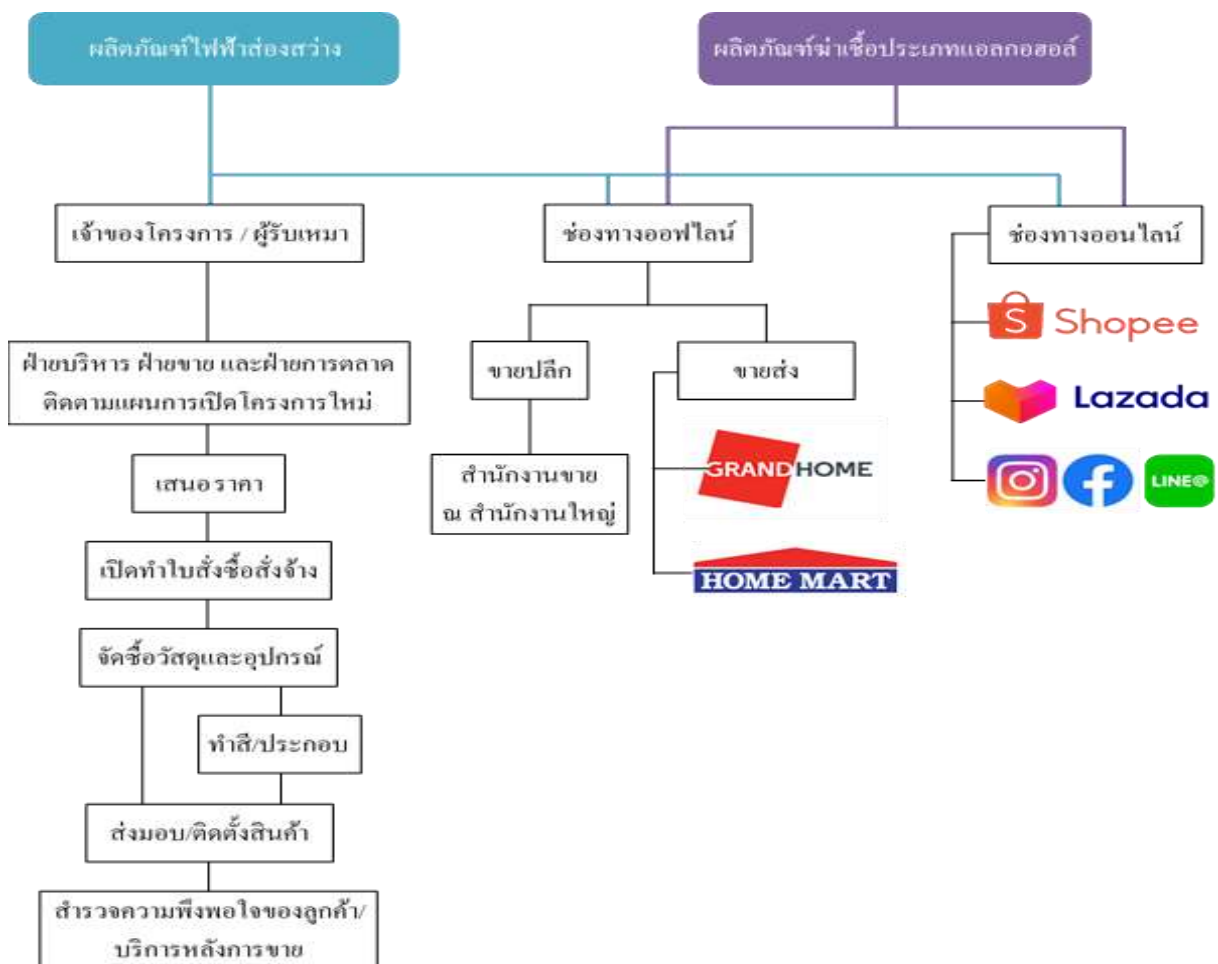 ผลิตภัณฑ์ไฟฟ้าส่องสว่าง
ผลิตภัณฑ์ฆ่าเชื้อประเภทแอลกอฮอล์
เจ้าของโครงการ / ผู้รับเหมา
ช่องทางออฟไลน์
ช่องทางออนไลน์
S Shopee
ฝ่ายบริหาร ฝ่ายขาย และฝ่ายการตลาด
ติดตามแผนการเปิดโครงการใหม่
ขายปลีก
ขายส่ง
Lazada
เสนอราคา
สำนักงานขาย
ณ สำนักงานใหญ่
GRANDHOME
LINE@
เปิดทำใบสั่งซื้อสั่งจ้าง
HOME MART
จัดซื้อวัสดุและอุปกรณ์
ทำสี/ประกอบ
ส่งมอบ/ติดตั้งสินค้า
สำรวจความพึงพอใจของลูกค้า/
บริการหลังการขาย